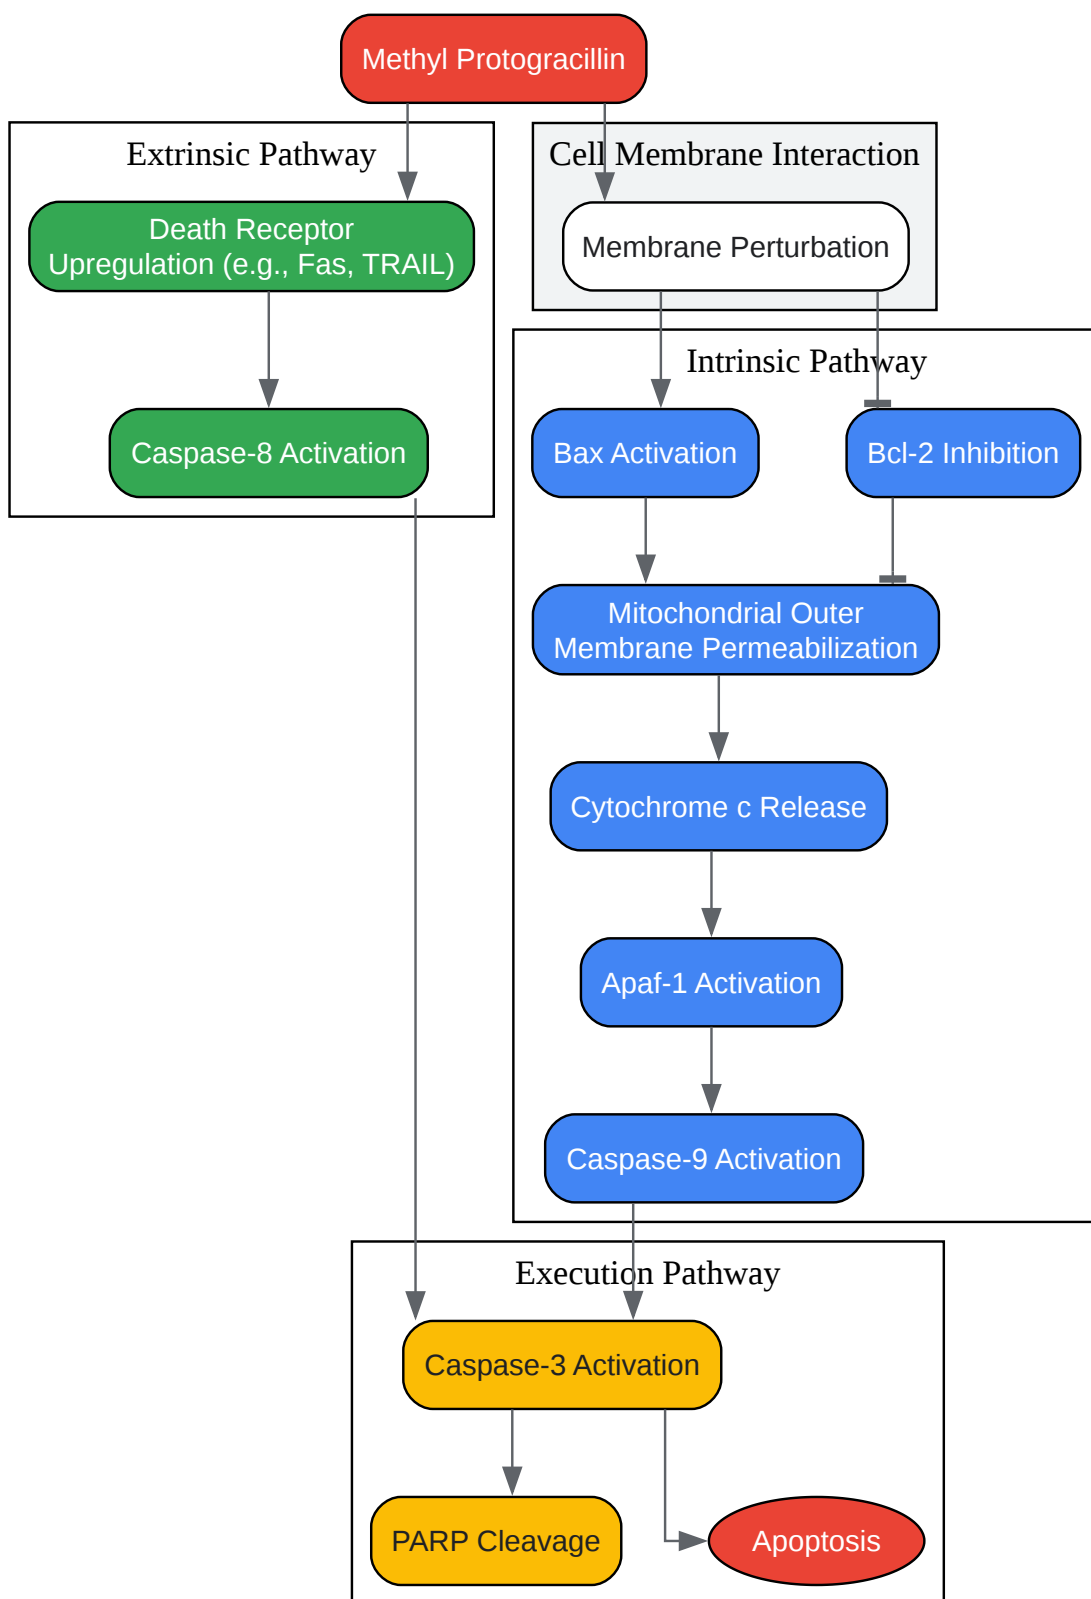 Methyl Protogracillin
Extrinsic Pathway
Cell Membrane Interaction
Death Receptor
Upregulation (e.g., Fas, TRAIL)
Membrane Perturbation
Intrinsic Pathway
Caspase-8 Activation
Bax Activation
Bcl-2 Inhibition
Mitochondrial Outer
Membrane Permeabilization
Cytochrome c Release
Apaf-1 Activation
Caspase-9 Activation
Execution Pathway
Caspase-3 Activation
PARP Cleavage
Apoptosis